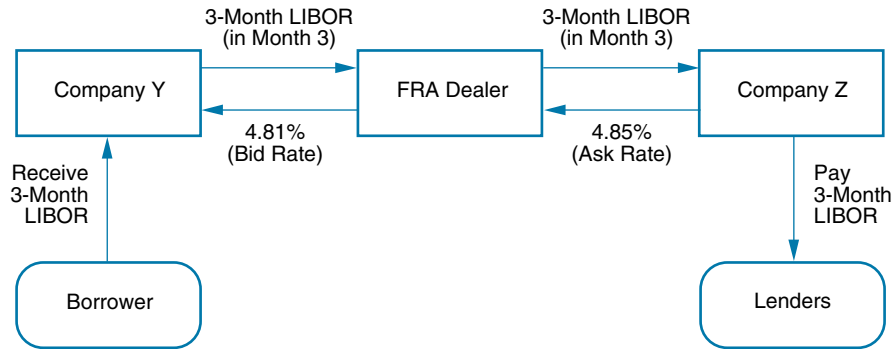 3-Month LIBOR
(in Month 3)
3-Month LIBOR
(in Month 3)
Company Y
FRA Dealer
Company Z
4.81%
(Bid Rate)
4.85%
(Ask Rate)
Receive
3-Month
LIBOR
Pay
3-Month
LIBOR
Borrower
Lenders